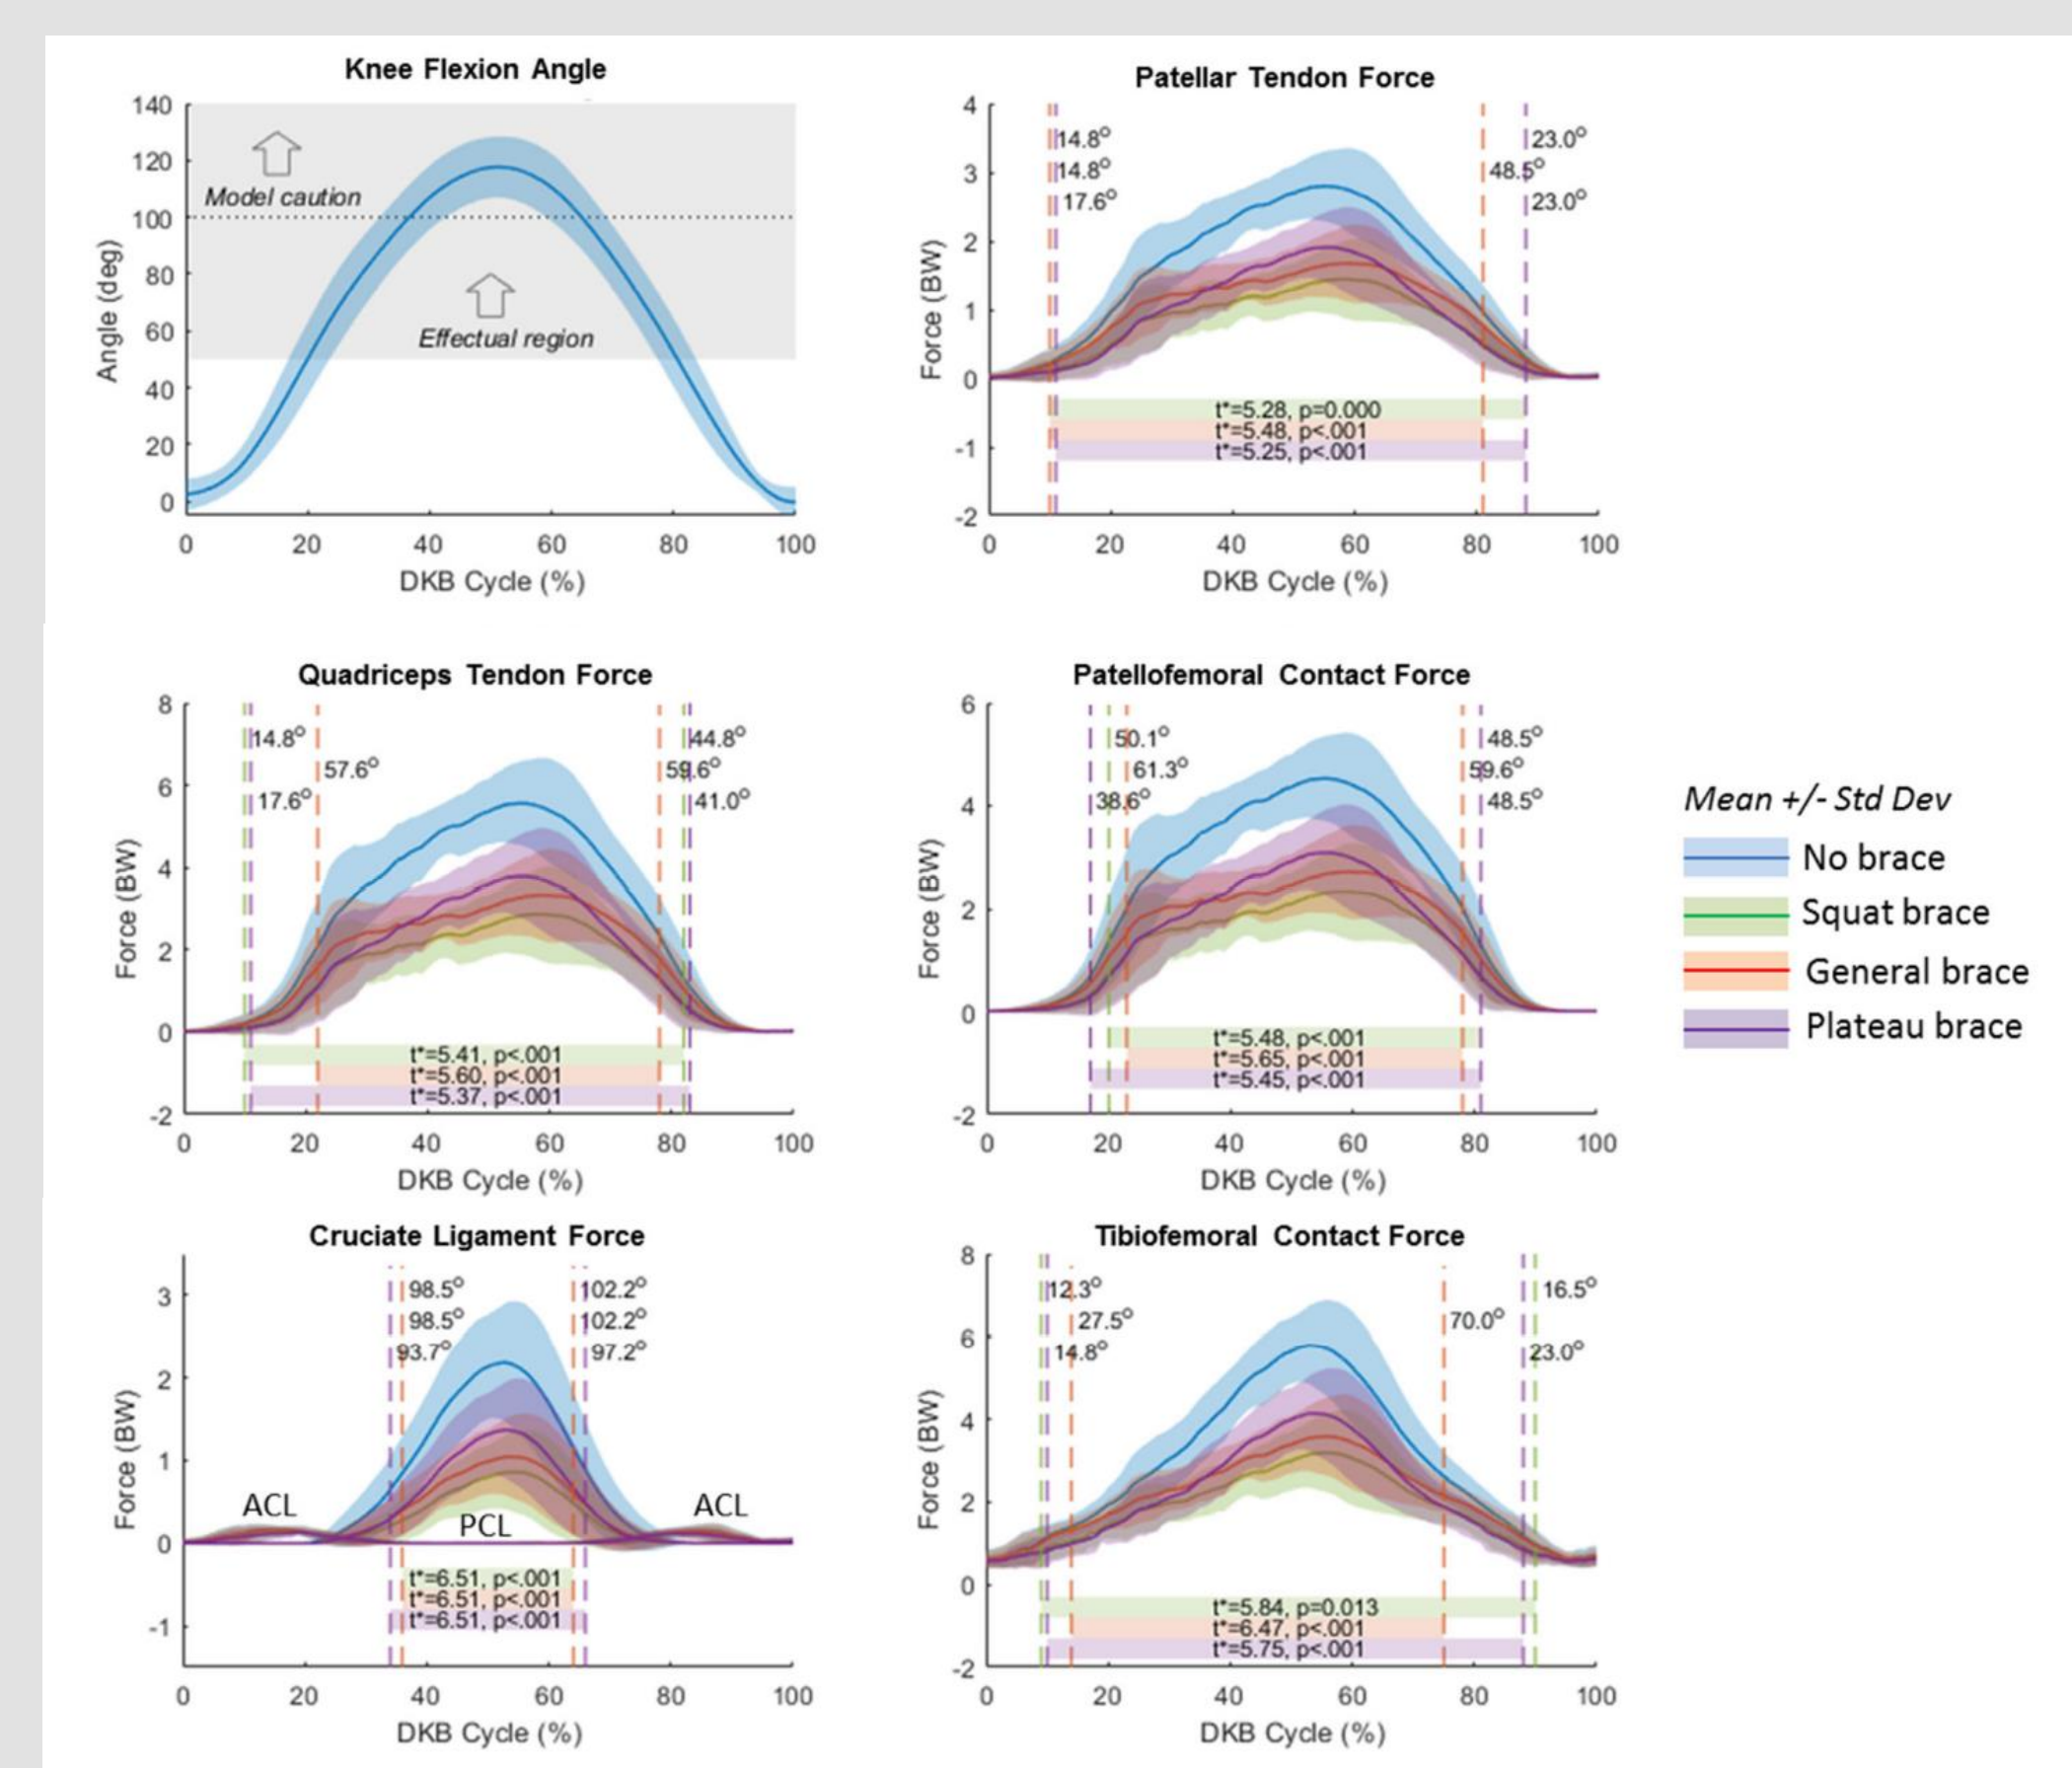 Knee Flexion Angle
140
120
100
80
60
40
20
0
Angle (deg)
Model caution
Effectual region
0 20 40 60 80 100
DKB Cycle (%)
Patellar Tendon Force
4
3
2
1
0
-1
-2
Force (BW)
14.8° 23.0°
14.8° 48.5°
17.6° 23.0°
t*=5.28, p=0.000
t*=5.48, p<.001
t*=5.25, p<.001
0 20 40 60 80 100
DKB Cycle (%)
Quadriceps Tendon Force
8
6
4
2
0
-2
Force (BW)
14.8° 44.8°
57.6° 59.6°
17.6° 41.0°
t*=5.41, p<.001
t*=5.60, p<.001
t*=5.37, p<.001
0 20 40 60 80 100
DKB Cycle (%)
Patellofemoral Contact Force
6
4
2
0
-2
Force (BW)
50.1° 48.5°
61.3° 59.6°
38.6° 48.5°
t*=5.48, p<.001
t*=5.65, p<.001
t*=5.45, p<.001
0 20 40 60 80 100
DKB Cycle (%)
Mean +/- Std Dev
No brace
Squat brace
General brace
Plateau brace
Cruciate Ligament Force
3
2
1
0
-1
Force (BW)
98.5° 102.2°
98.5° 102.2°
93.7° 97.2°
ACL
PCL
ACL
t*=6.51, p<.001
t*=6.51, p<.001
t*=6.51, p<.001
0 20 40 60 80 100
DKB Cycle (%)
Tibiofemoral Contact Force
8
6
4
2
0
-2
Force (BW)
12.3° 16.5°
27.5° 70.0°
14.8° 23.0°
t*=5.84, p=0.013
t*=6.47, p<.001
t*=5.75, p<.001
0 20 40 60 80 100
DKB Cycle (%)